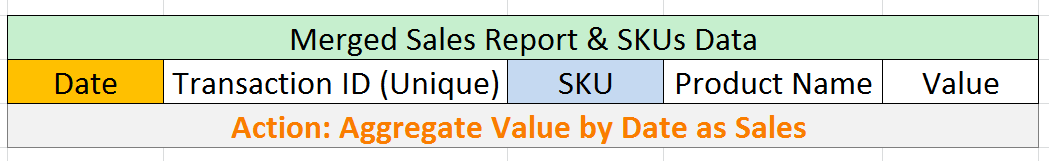 Merged Sales Report & SKUs Data
Date Transaction ID (Unique) SKU Product Name Value
Action: Aggregate Value by Date as Sales